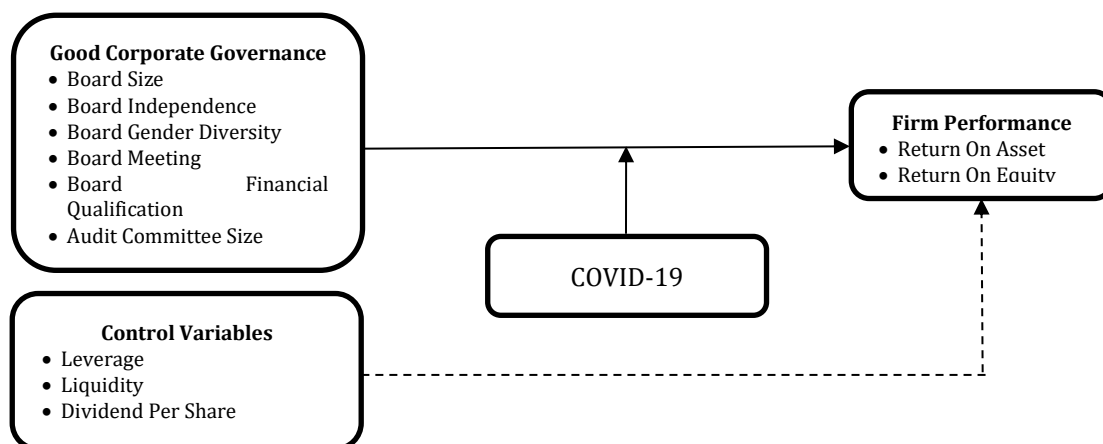 Good Corporate Governance
• Board Size
• Board Independence
• Board Gender Diversity
• Board Meeting
• Board Financial
Qualification
• Audit Committee Size
Firm Performance
• Return On Asset
• Return On Equity
COVID-19
Control Variables
• Leverage
• Liquidity
• Dividend Per Share